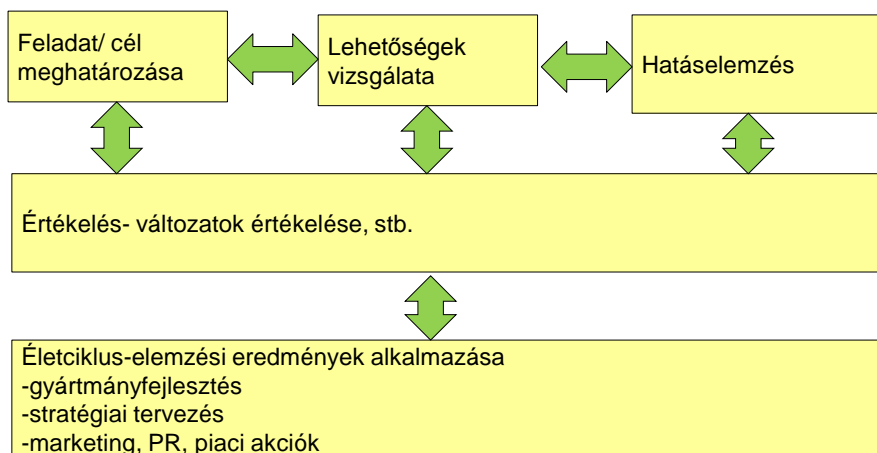 Feladat/ cél
meghatározása
Lehetőségek
vizsgálata
Hatáselemzés
Értékelés- változatok értékelése, stb.
Életciklus-elemzési eredmények alkalmazása
-gyártmányfejlesztés
-stratégiai tervezés
-marketing, PR, piaci akciók